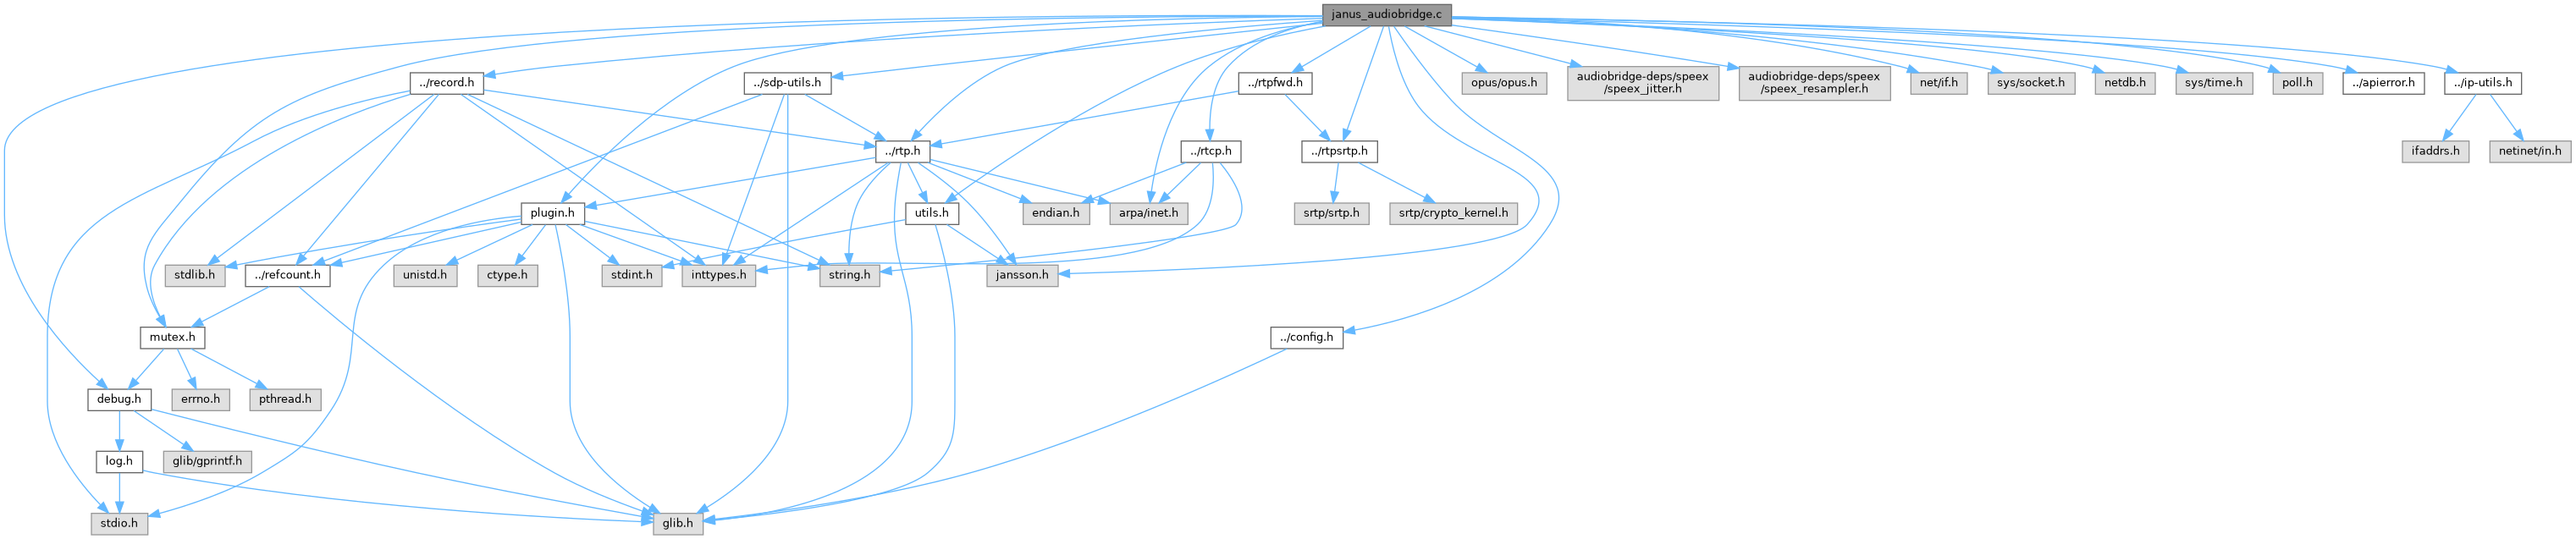 janus_audiobridge.c
../record.h
../sdp-utils.h
../rtpfwd.h
opus/opus.h
audiobridge-deps/speex
/speex_jitter.h
audiobridge-deps/speex
/speex_resampler.h
net/if.h
sys/socket.h
netdb.h
sys/time.h
poll.h
../apierror.h
../ip-utils.h
../rtp.h
../rtcp.h
../rtpsrtp.h
ifaddrs.h
netinet/in.h
plugin.h
utils.h
endian.h
arpa/inet.h
srtp/srtp.h
srtp/crypto_kernel.h
stdlib.h
../refcount.h
unistd.h
ctype.h
stdint.h
inttypes.h
string.h
jansson.h
mutex.h
../config.h
debug.h
errno.h
pthread.h
log.h
glib/gprintf.h
stdio.h
glib.h